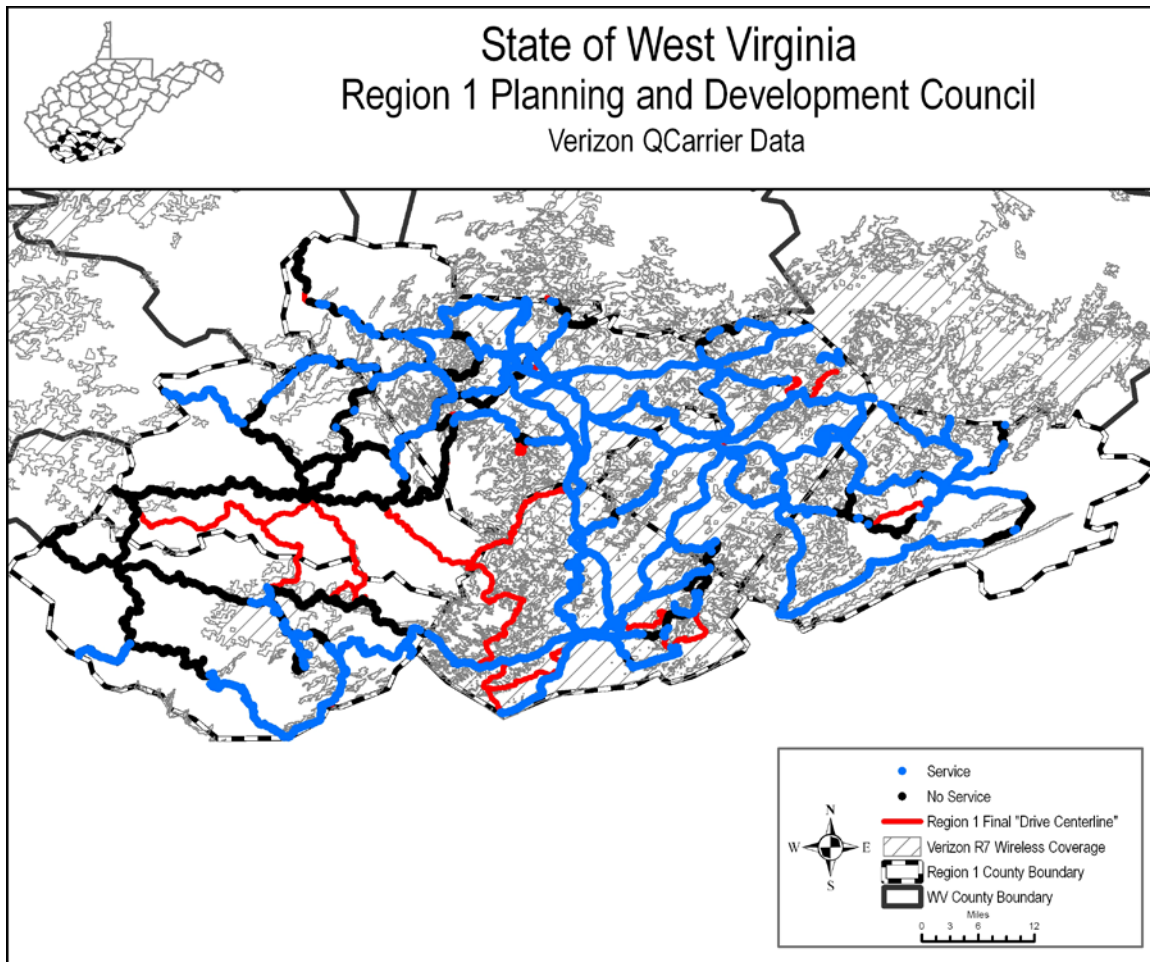 State of West Virginia
Region 1 Planning and Development Council
Verizon QCarrier Data
Service
No Service
Region 1 Final "Drive Centerline"
Verizon R7 Wireless Coverage
Region 1 County Boundary
WV County Boundary
N
W E
S
Miles
0 3 6 12